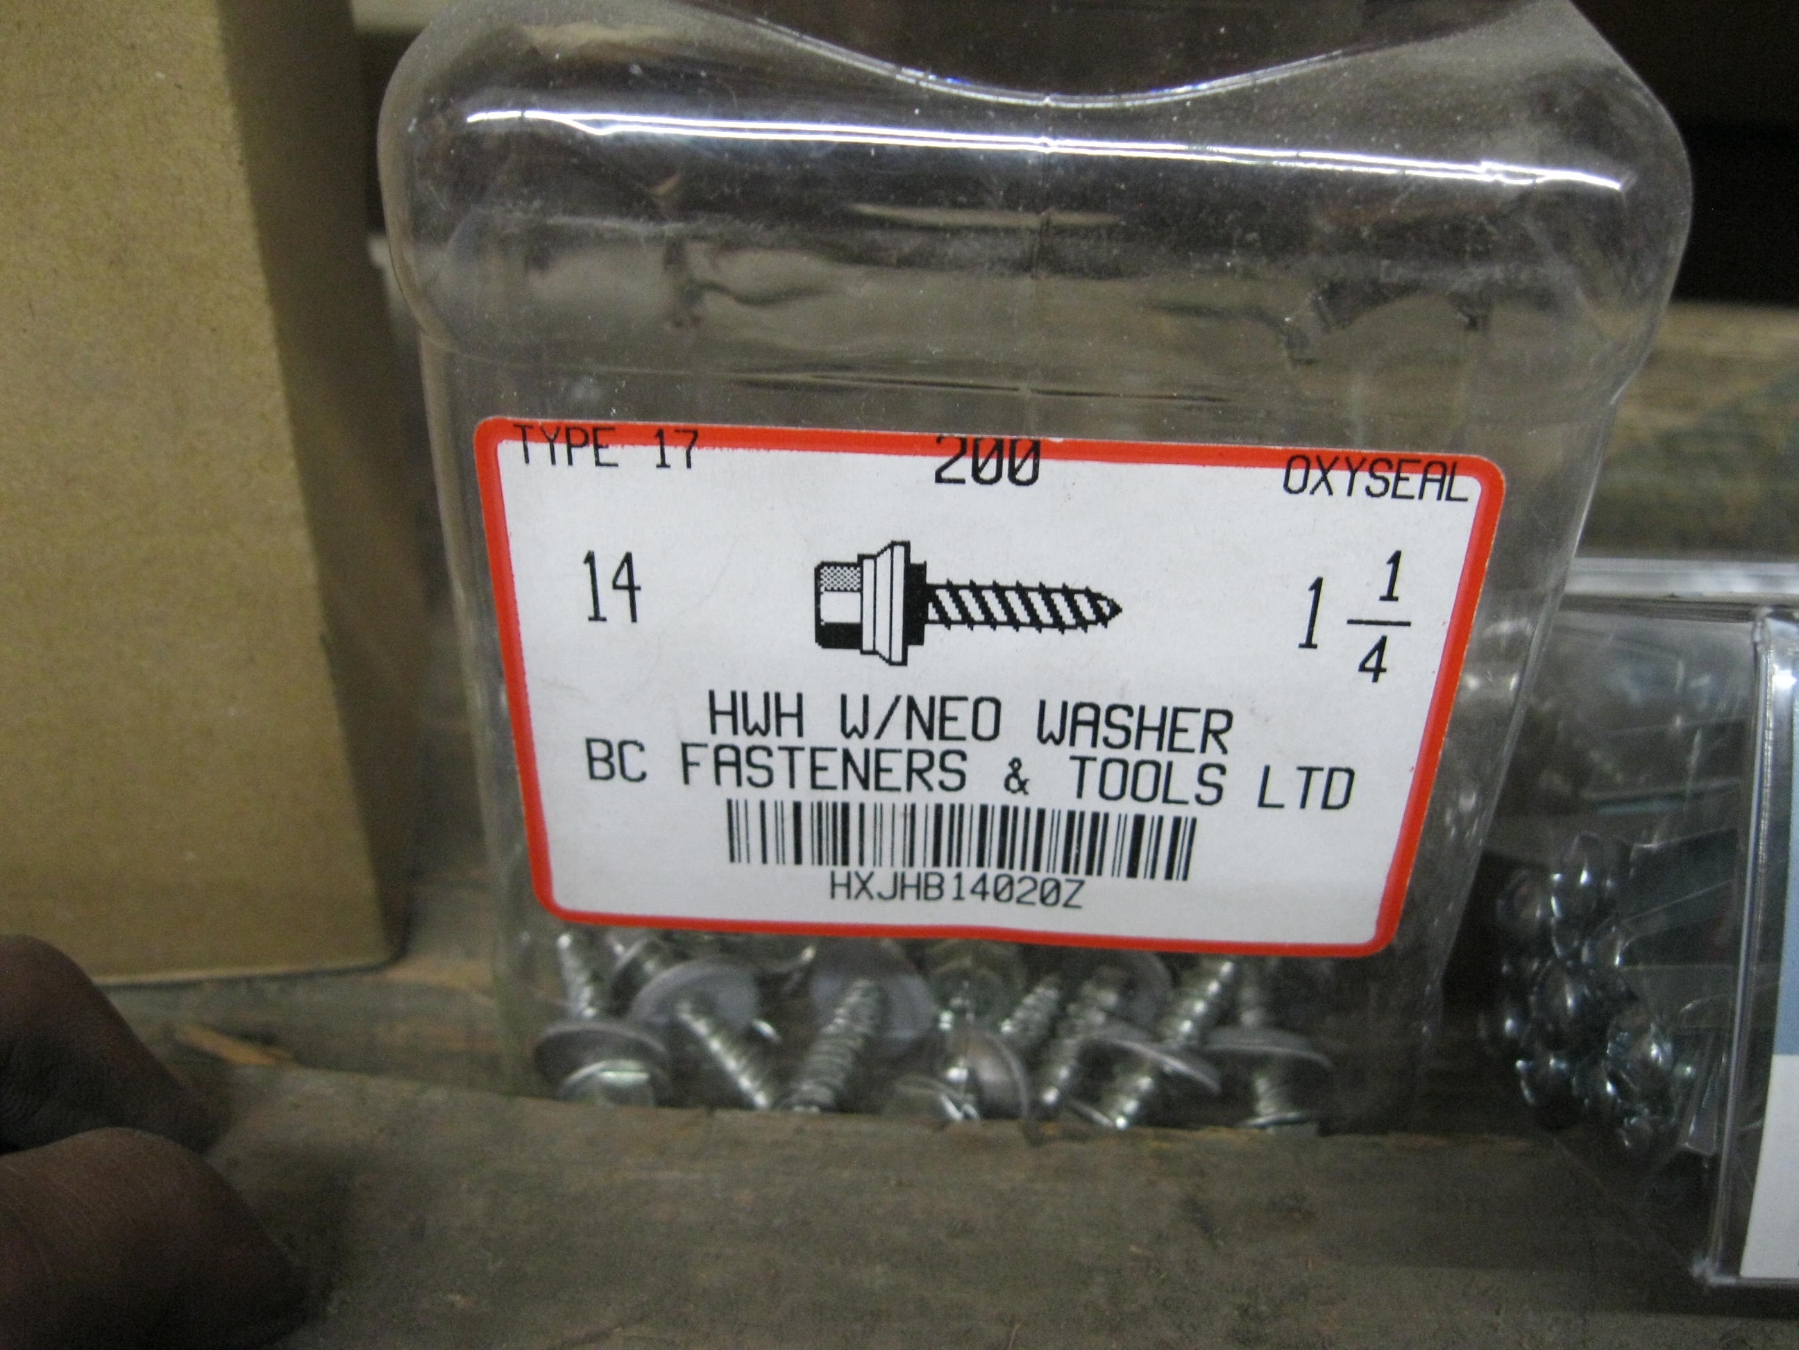 TYPE 17 200 OXYSEAL
14 1 1/4
HWH W/NEO WASHER
BC FASTENERS & TOOLS LTD
HXJHB14020Z